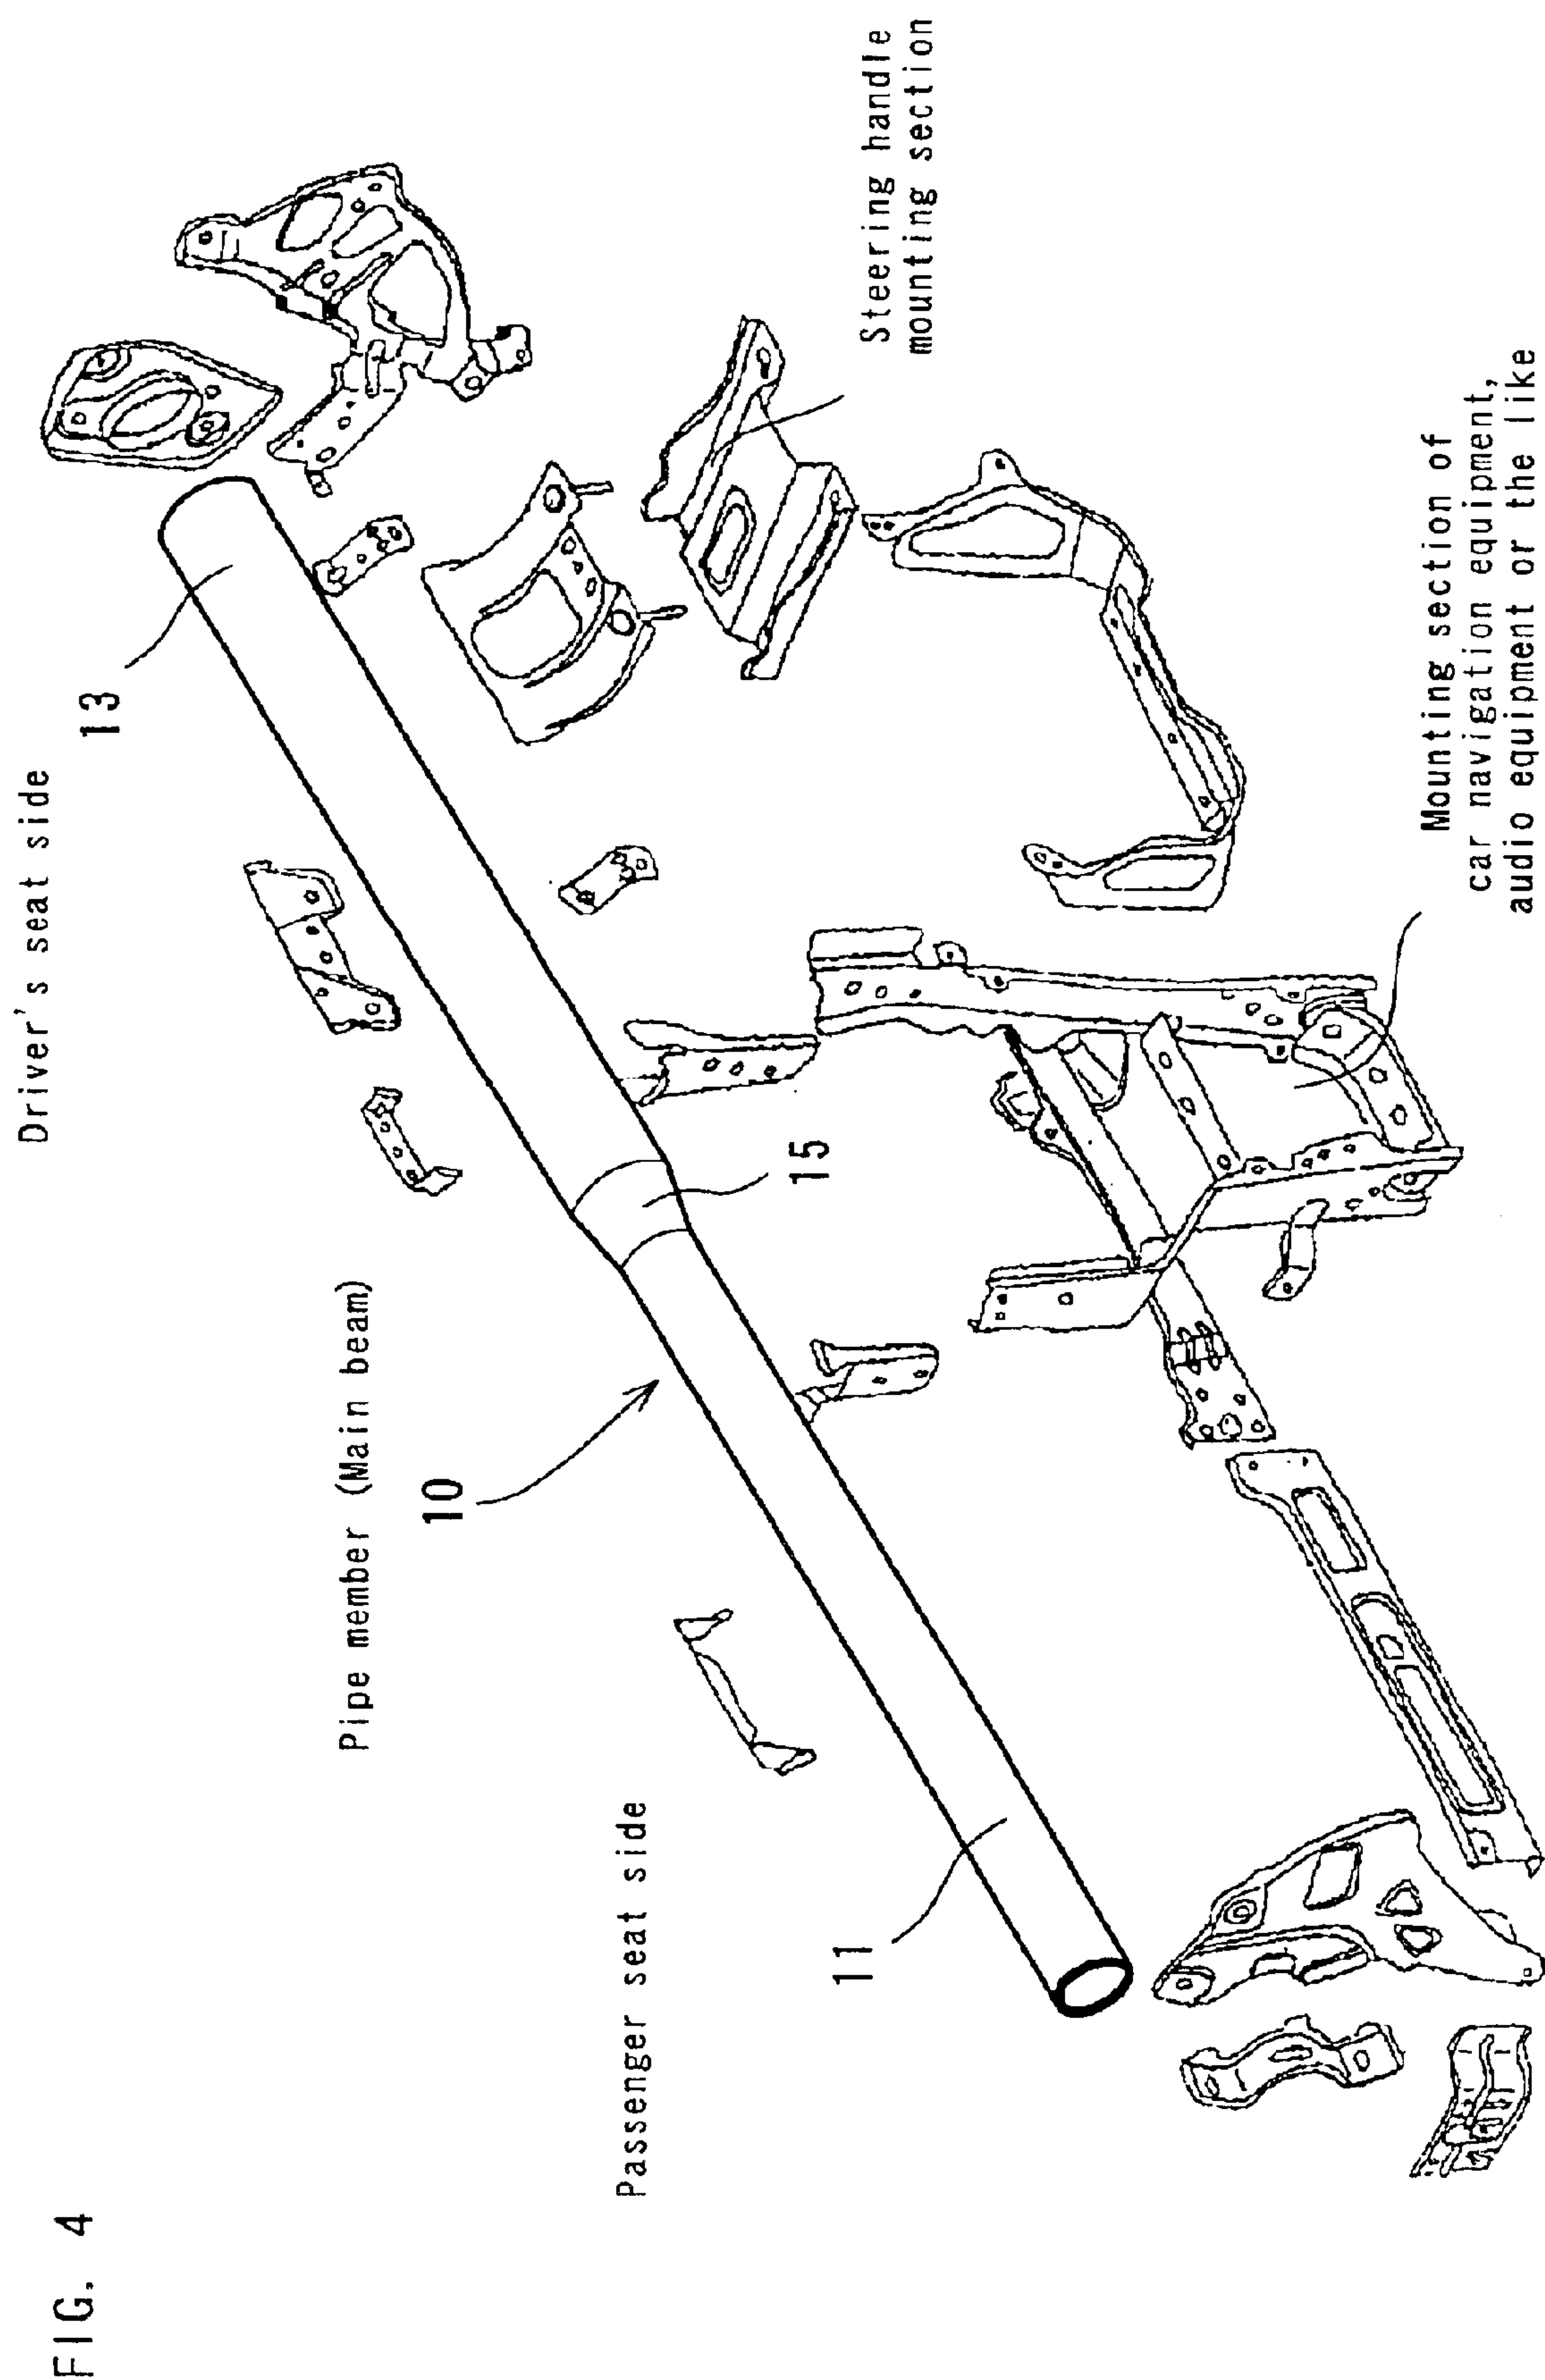 FIG. 4
Driver's seat side
13
Pipe member (Main beam)
10
Passenger seat side
11
15
Steering handle
mounting section
Mounting section of
car navigation equipment,
audio equipment or the like